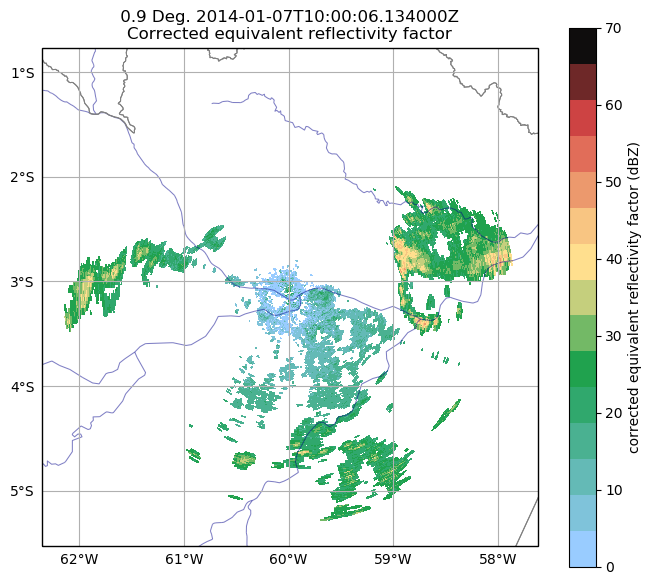 0.9 Deg. 2014-01-07T10:00:06.134000Z
Corrected equivalent reflectivity factor
1°S
2°S
3°S
4°S
5°S
62°W
61°W
60°W
59°W
58°W
70
60
50
40
30
20
10
0
corrected equivalent reflectivity factor (dBZ)